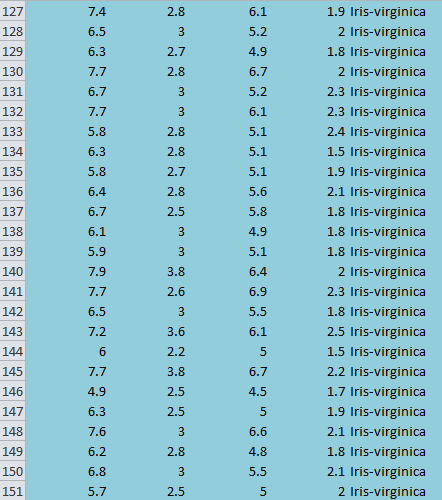 127 7.4 2.8 6.1 1.9 Iris-virginica
128 6.5 3 5.2 2 Iris-virginica
129 6.3 2.7 4.9 1.8 Iris-virginica
130 7.7 2.8 6.7 2 Iris-virginica
131 6.7 3 5.2 2.3 Iris-virginica
132 7.7 3 6.1 2.3 Iris-virginica
133 5.8 2.8 5.1 2.4 Iris-virginica
134 6.3 2.8 5.1 1.5 Iris-virginica
135 5.8 2.7 5.1 1.9 Iris-virginica
136 6.4 2.8 5.6 2.1 Iris-virginica
137 6.7 2.5 5.8 1.8 Iris-virginica
138 6.1 3 4.9 1.8 Iris-virginica
139 5.9 3 5.1 1.8 Iris-virginica
140 7.9 3.8 6.4 2 Iris-virginica
141 7.7 2.6 6.9 2.3 Iris-virginica
142 6.5 3 5.5 1.8 Iris-virginica
143 7.2 3.6 6.1 2.5 Iris-virginica
144 6 2.2 5 1.5 Iris-virginica
145 7.7 3.8 6.7 2.2 Iris-virginica
146 4.9 2.5 4.5 1.7 Iris-virginica
147 6.3 2.5 5 1.9 Iris-virginica
148 7.6 3 6.6 2.1 Iris-virginica
149 6.2 2.8 4.8 1.8 Iris-virginica
150 6.8 3 5.5 2.1 Iris-virginica
151 5.7 2.5 5 2 Iris-virginica